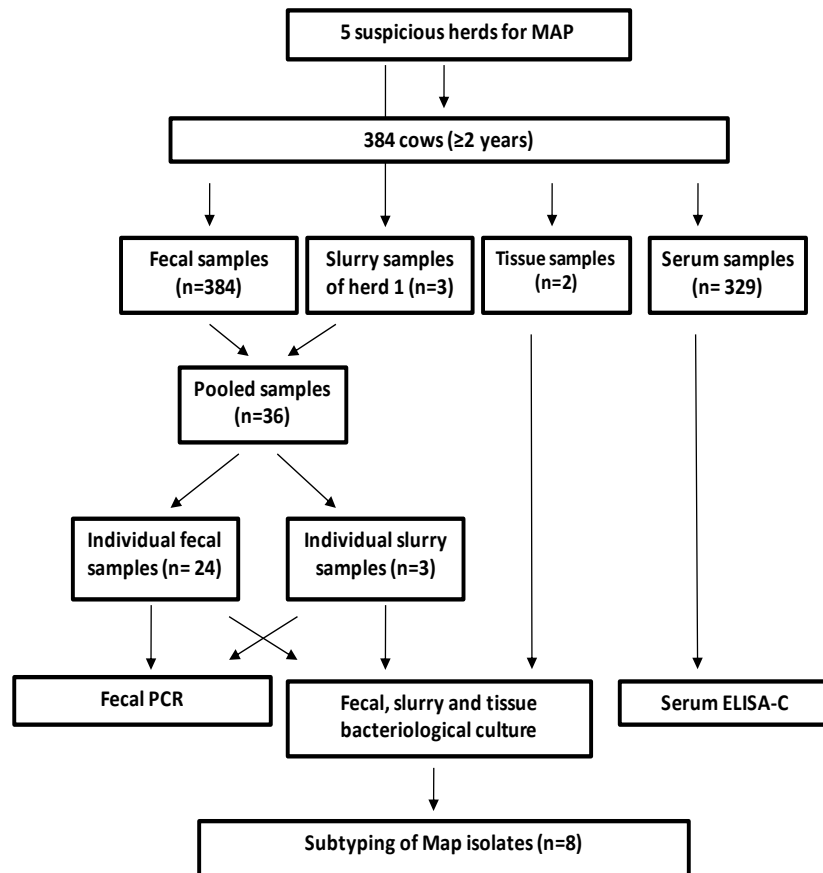 5 suspicious herds for MAP
384 cows (≥2 years)
Fecal samples
(n=384)
Slurry samples
of herd 1 (n=3)
Tissue samples
(n=2)
Serum samples
(n= 329)
Pooled samples
(n=36)
Individual fecal
samples (n= 24)
Individual slurry
samples (n=3)
Fecal PCR
Fecal, slurry and tissue
bacteriological culture
Serum ELISA-C
Subtyping of Map isolates (n=8)